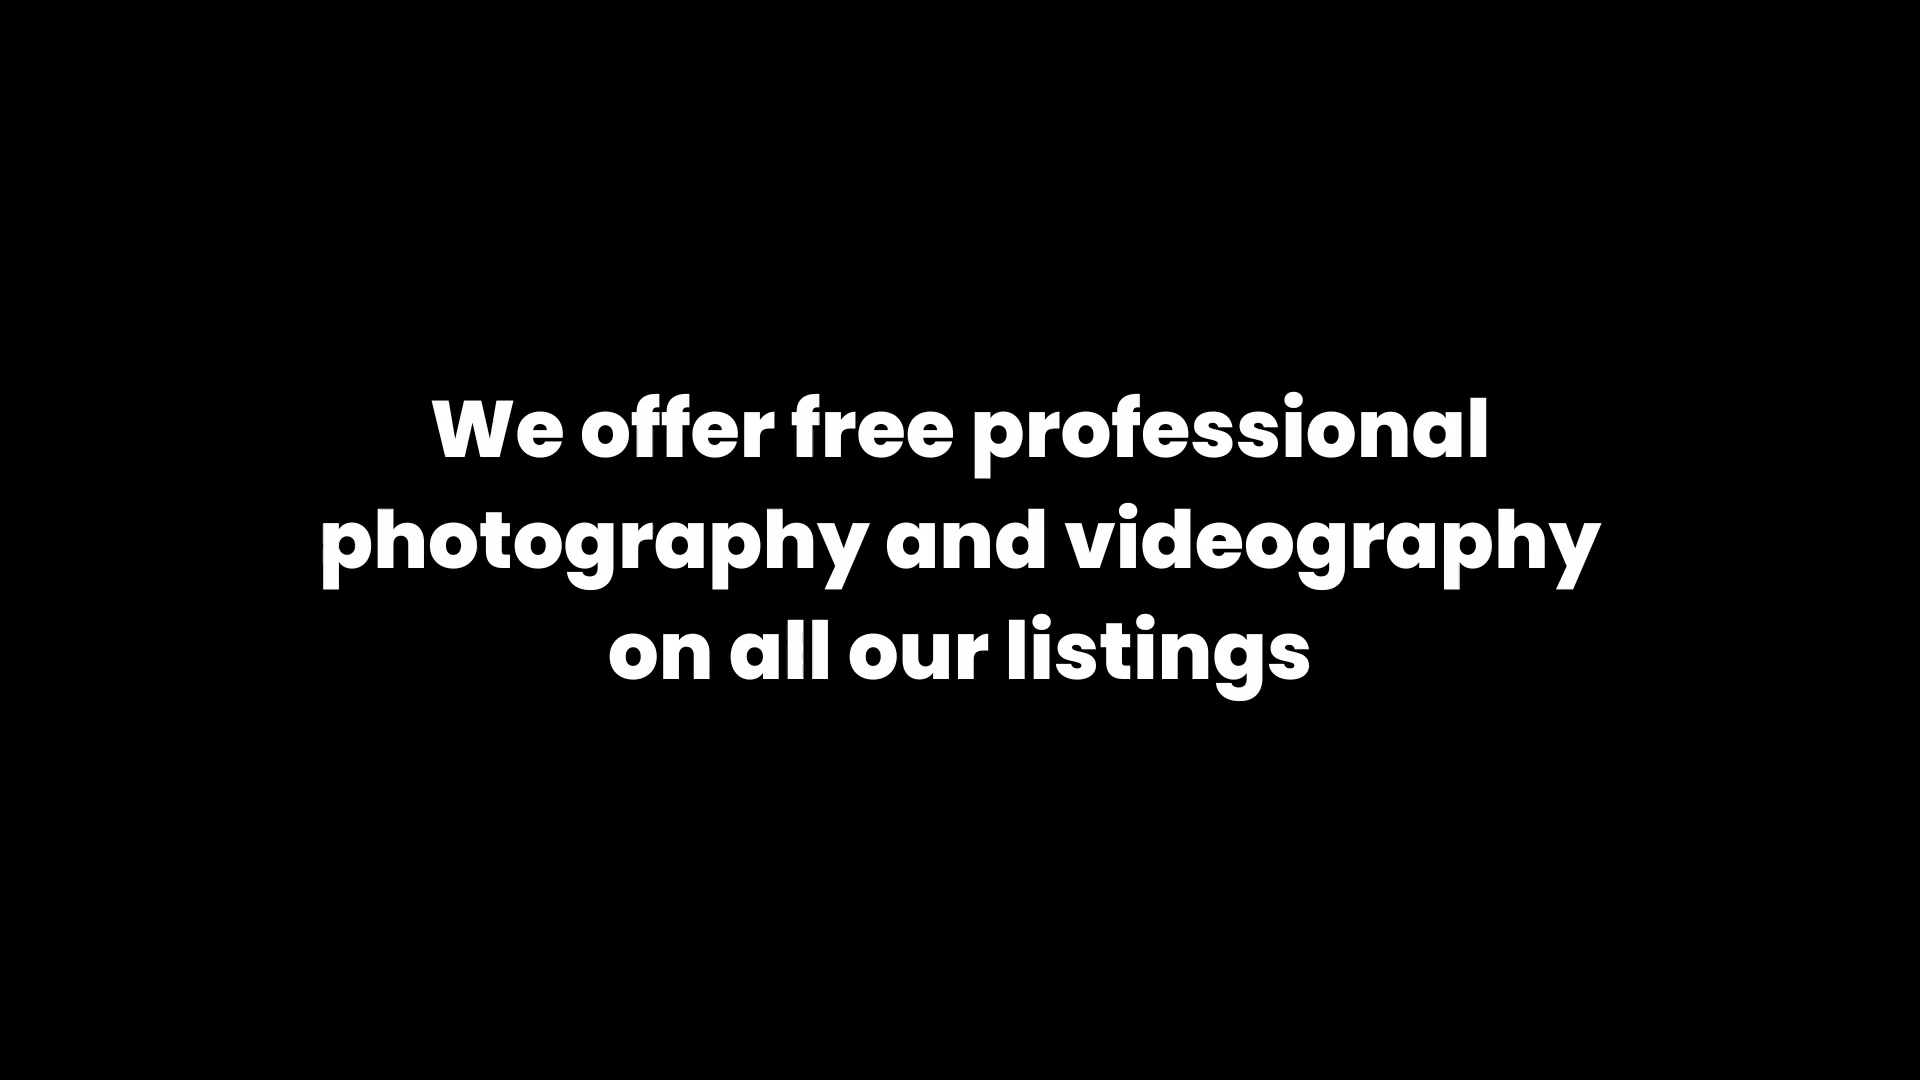 We offer free professional
photography and videography
on all our listings